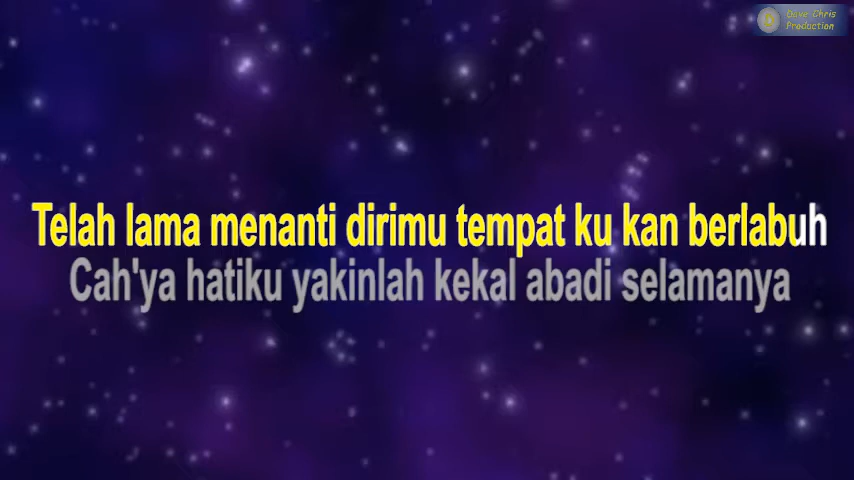 Dave Chris
Production
Telah lama menanti dirimu tempat ku kan berlabuh
Cah'ya hatiku yakinlah kekal abadi selamanya